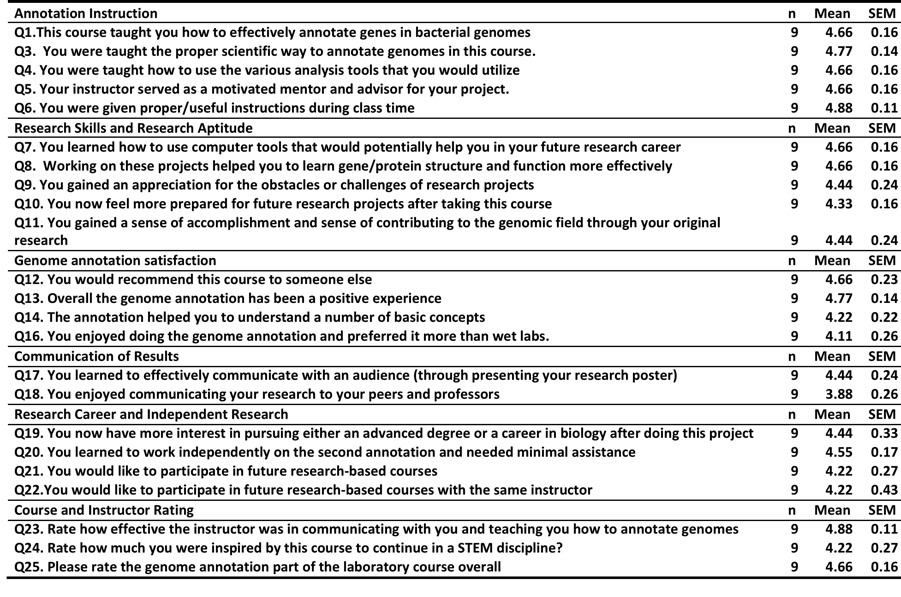 Annotation Instruction n Mean SEM
Q1.This course taught you how to effectively annotate genes in bacterial genomes 9 4.66 0.16
Q3. You were taught the proper scientific way to annotate genomes in this course. 9 4.77 0.14
Q4. You were taught how to use the various analysis tools that you would utilize 9 4.66 0.16
Q5. Your instructor served as a motivated mentor and advisor for your project. 9 4.66 0.16
Q6. You were given proper/useful instructions during class time 9 4.88 0.11
Research Skills and Research Aptitude n Mean SEM
Q7. You learned how to use computer tools that would potentially help you in your future research career 9 4.66 0.16
Q8. Working on these projects helped you to learn gene/protein structure and function more effectively 9 4.66 0.16
Q9. You gained an appreciation for the obstacles or challenges of research projects 9 4.44 0.24
Q10. You now feel more prepared for future research projects after taking this course 9 4.33 0.16
Q11. You gained a sense of accomplishment and sense of contributing to the genomic field through your original
research 9 4.44 0.24
Genome annotation satisfaction n Mean SEM
Q12. You would recommend this course to someone else 9 4.66 0.23
Q13. Overall the genome annotation has been a positive experience 9 4.77 0.14
Q14. The annotation helped you to understand a number of basic concepts 9 4.22 0.22
Q16. You enjoyed doing the genome annotation and preferred it more than wet labs. 9 4.11 0.26
Communication of Results n Mean SEM
Q17. You learned to effectively communicate with an audience (through presenting your research poster) 9 4.44 0.24
Q18. You enjoyed communicating your research to your peers and professors 9 3.88 0.26
Research Career and Independent Research n Mean SEM
Q19. You now have more interest in pursuing either an advanced degree or a career in biology after doing this project 9 4.44 0.33
Q20. You learned to work independently on the second annotation and needed minimal assistance 9 4.55 0.17
Q21. You would like to participate in future research-based courses 9 4.22 0.27
Q22.You would like to participate in future research-based courses with the same instructor 9 4.22 0.43
Course and Instructor Rating n Mean SEM
Q23. Rate how effective the instructor was in communicating with you and teaching you how to annotate genomes 9 4.88 0.11
Q24. Rate how much you were inspired by this course to continue in a STEM discipline? 9 4.22 0.27
Q25. Please rate the genome annotation part of the laboratory course overall 9 4.66 0.16